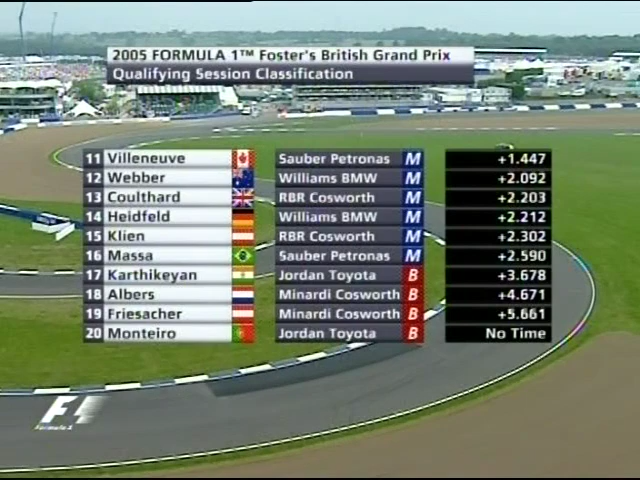 2005 FORMULA 1™ Foster's British Grand Prix
Qualifying Session Classification
11 Villeneuve Sauber Petronas M +1.447
12 Webber Williams BMW M +2.092
13 Coulthard RBR Cosworth M +2.203
14 Heidfeld Williams BMW M +2.212
15 Klien RBR Cosworth M +2.302
16 Massa Sauber Petronas M +2.590
17 Karthikeyan Jordan Toyota B +3.678
18 Albers Minardi Cosworth B +4.671
19 Friesacher Minardi Cosworth B +5.661
20 Monteiro Jordan Toyota B No Time
F1
Formula 1